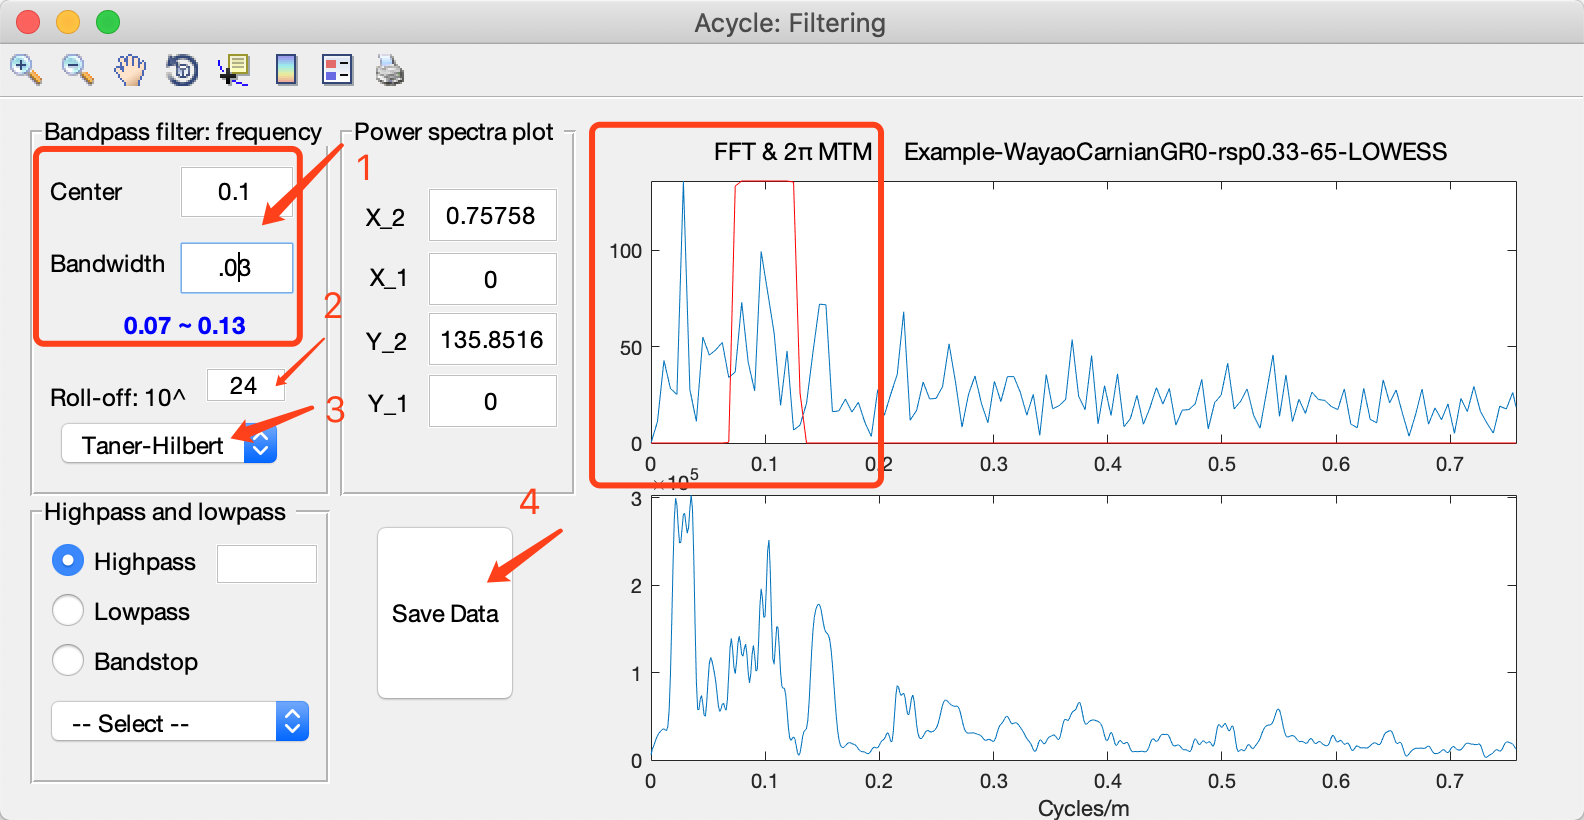 Acycle: Filtering
Bandpass filter: frequency
Center 0.1
Bandwidth .03
0.07 ~ 0.13
Roll-off: 10^ 24
Taner-Hilbert
1
2
3
Power spectra plot
X_2 0.75758
X_1 0
Y_2 135.8516
Y_1 0
4
Save Data
Highpass and lowpass
Highpass
Lowpass
Bandstop
-- Select --
FFT & 2π MTM Example-WayaoCarnianGR0-rsp0.33-65-LOWESS
100
50
0
0 0.1 0.2 0.3 0.4 0.5 0.6 0.7
×10⁵
3
2
1
0
0 0.1 0.2 0.3 0.4 0.5 0.6 0.7
Cycles/m